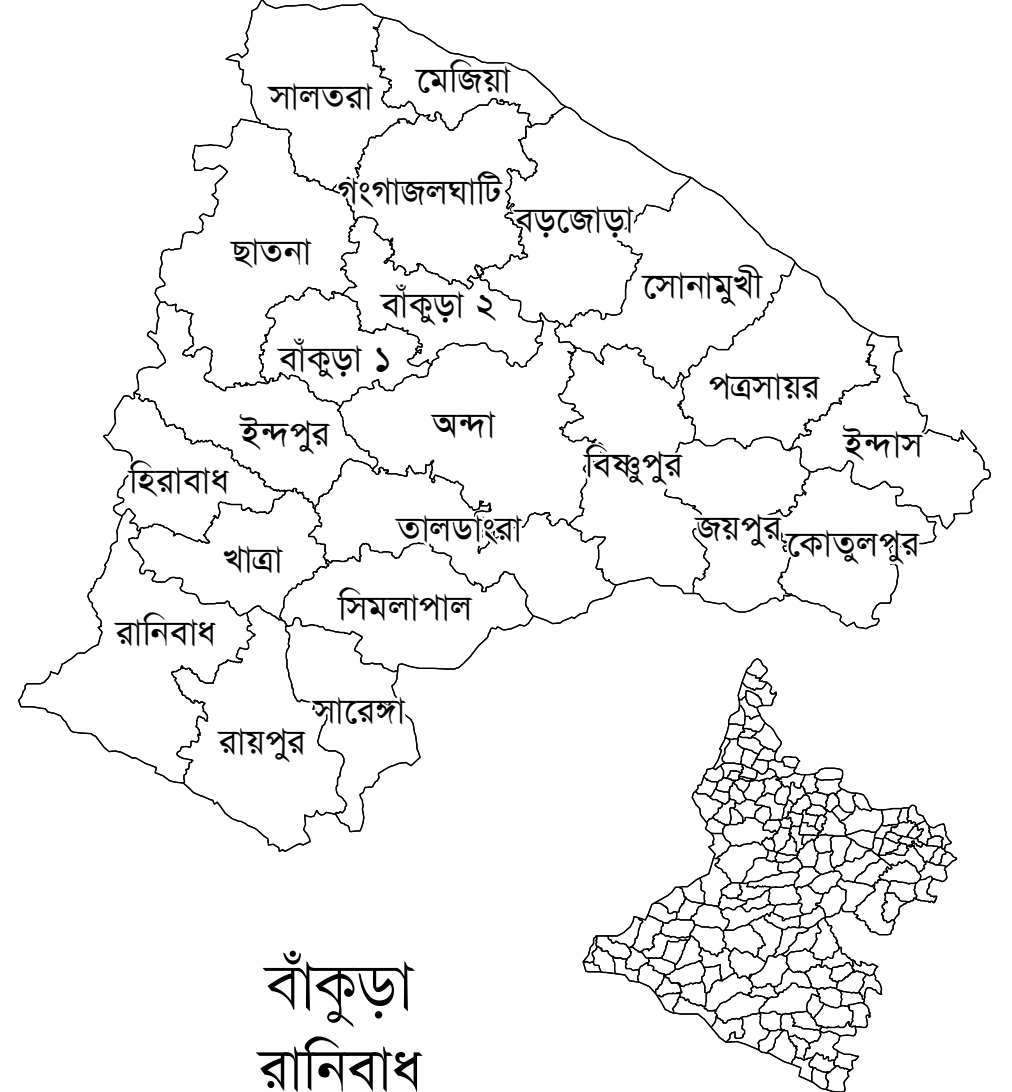 মেজিয়া
সালতরা
গংগাজলঘাটি
বড়জোড়া
ছাতনা
সোনামুখী
বাঁকুড়া ২
বাঁকুড়া ১
পত্রসায়র
অন্দা
ইন্দপুর
ইন্দাস
বিষ্ণুপুর
হিরাবাধ
তালডাংরা
জয়পুর
কোতুলপুর
খাত্রা
সিমলাপাল
রানিবাধ
সারেঙ্গা
রায়পুর
বাঁকুড়া
রানিবাধ